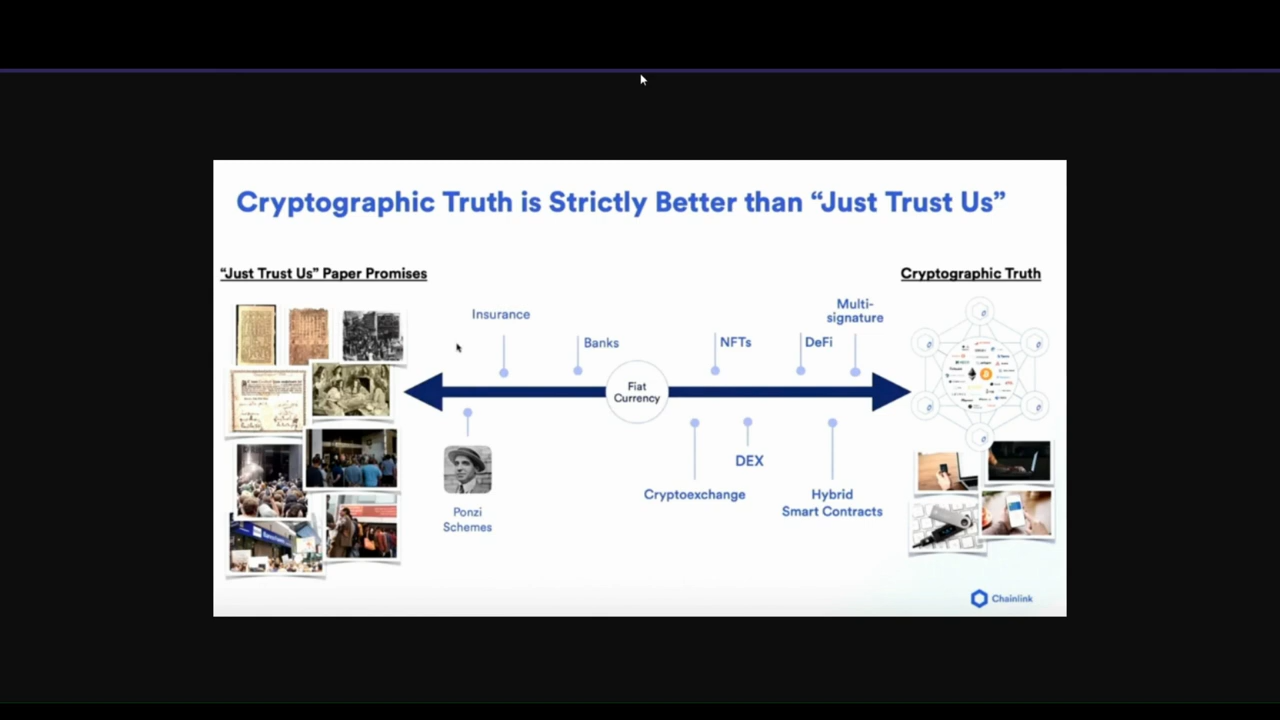 Cryptographic Truth is Strictly Better than “Just Trust Us”
“Just Trust Us” Paper Promises
Cryptographic Truth
Insurance
Banks
Fiat
Currency
NFTs
DeFi
Multi-
signature
Ponzi
Schemes
Cryptoexchange
DEX
Hybrid
Smart Contracts
Chainlink